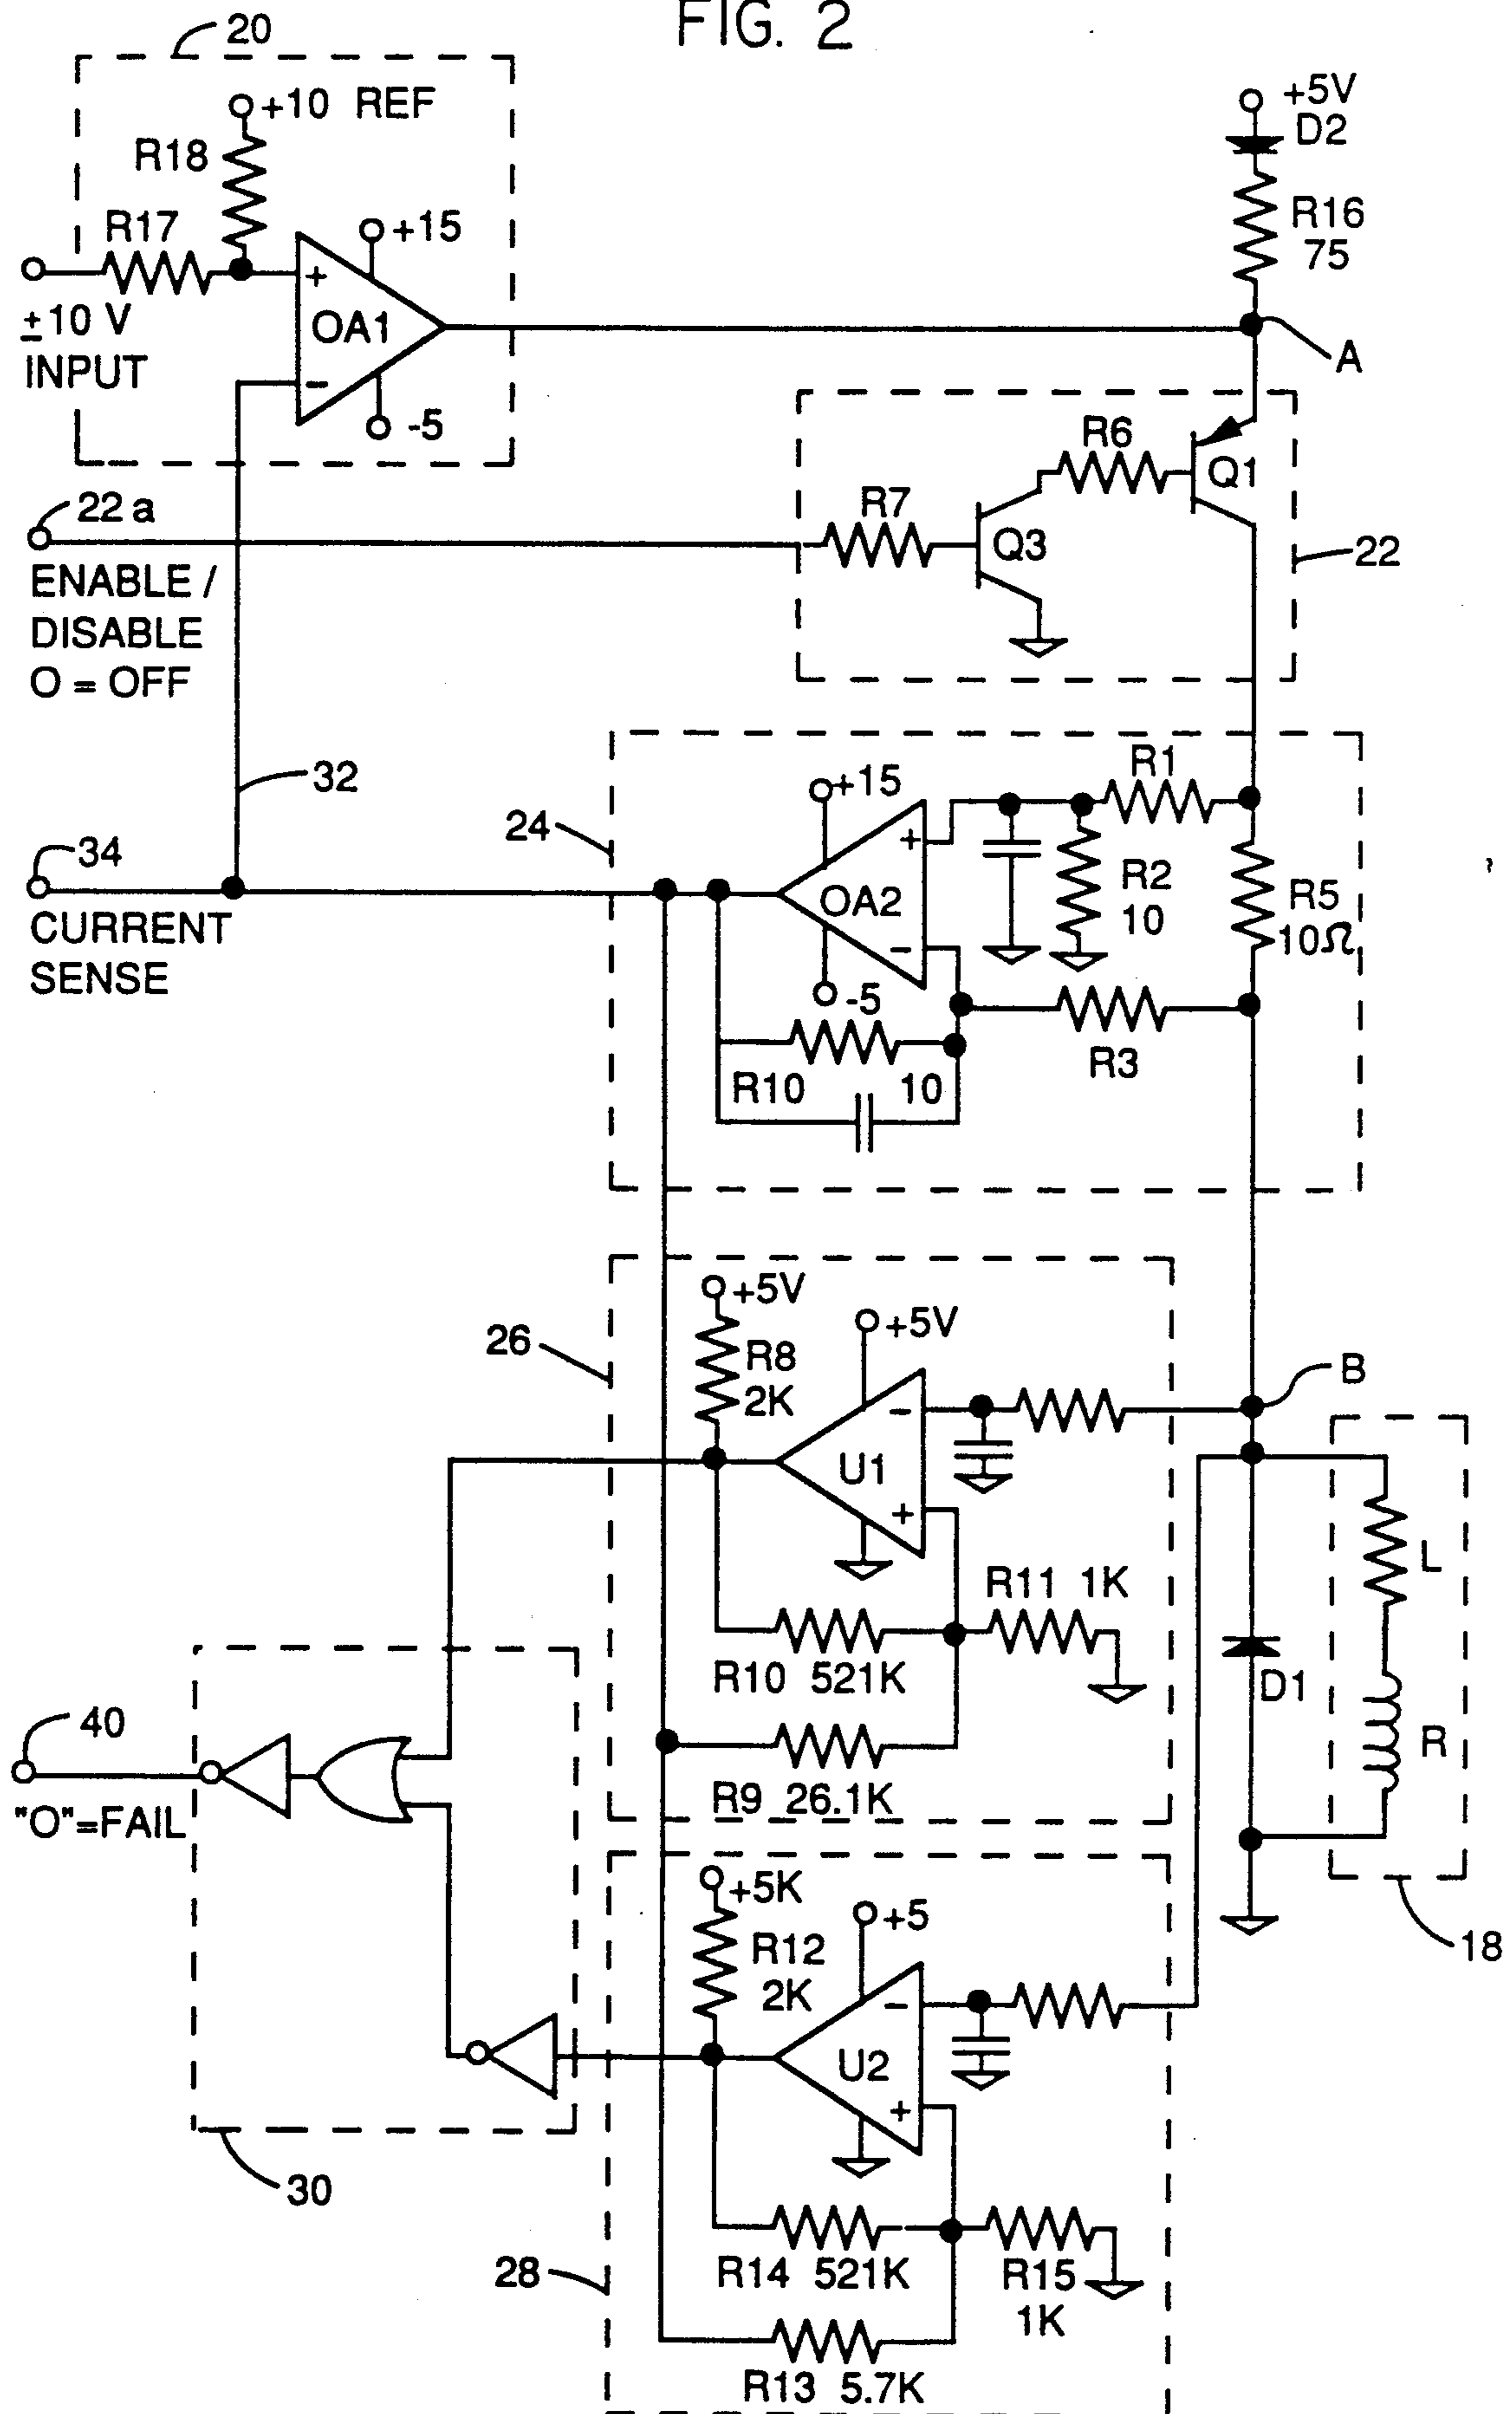 FIG. 2
20
+10 REF
R18
R17
+15
+
OA1
-
-5
±10 V
INPUT
+5V
D2
R16
75
A
22a
ENABLE /
DISABLE
O = OFF
R6
Q1
R7
Q3
22
32
34
CURRENT
SENSE
24
+15
R1
+
OA2
-
-5
R2
10
R5
10Ω
R3
R10 10
26
+5V
R8
2K
+5V
-
U1
+
B
R11 1K
R10 521K
R9 26.1K
L
D1
R
18
40
"O"=FAIL
30
+5K
R12
2K
+5
-
U2
+
28
R14 521K
R15
1K
R13 5.7K